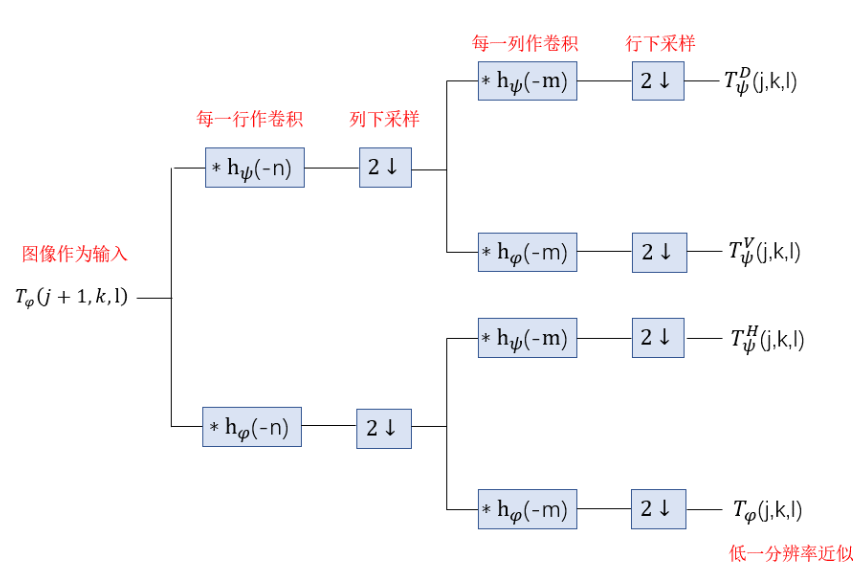 每一列作卷积 行下采样
* h_ψ(-m) 2↓ T_ψ^D(j,k,l)
每一行作卷积 列下采样
* h_ψ(-n) 2↓
* h_φ(-m) 2↓ T_ψ^V(j,k,l)
图像作为输入
T_φ(j + 1, k, l)
* h_ψ(-m) 2↓ T_ψ^H(j,k,l)
* h_φ(-n) 2↓
* h_φ(-m) 2↓ T_φ(j,k,l)
低一分辨率近似